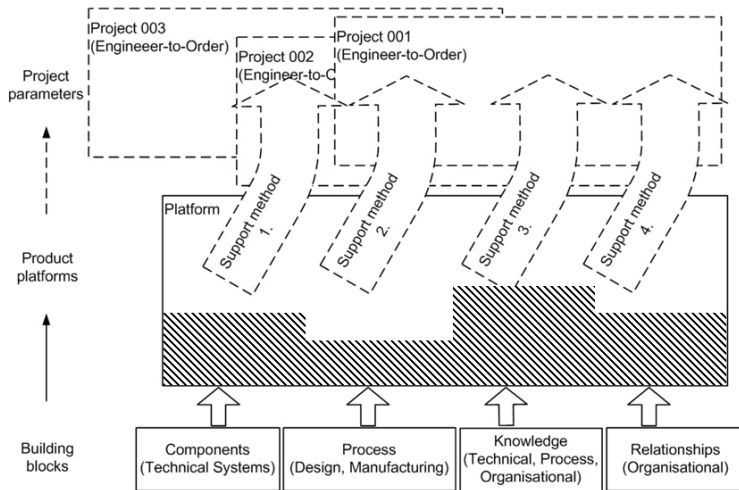 Project 003
(Engineeer-to-Order)
Project 002
(Engineer-to-O
Project 001
(Engineer-to-Order)
Project
parameters
Platform
Support method
1.
Support method
2.
Support method
3.
Support method
4.
Product
platforms
Building
blocks
Components
(Technical Systems)
Process
(Design, Manufacturing)
Knowledge
(Technical, Process,
Organisational)
Relationships
(Organisational)